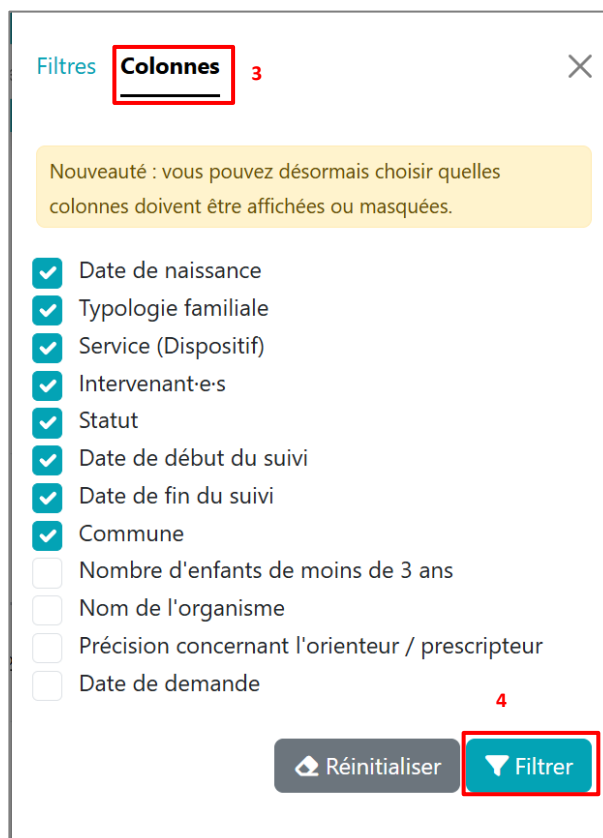 Filtres Colonnes 3
Nouveauté : vous pouvez désormais choisir quelles
colonnes doivent être affichées ou masquées.
Date de naissance
Typologie familiale
Service (Dispositif)
Intervenant·e·s
Statut
Date de début du suivi
Date de fin du suivi
Commune
Nombre d'enfants de moins de 3 ans
Nom de l'organisme
Précision concernant l'orienteur / prescripteur
Date de demande
4
Réinitialiser Filtrer